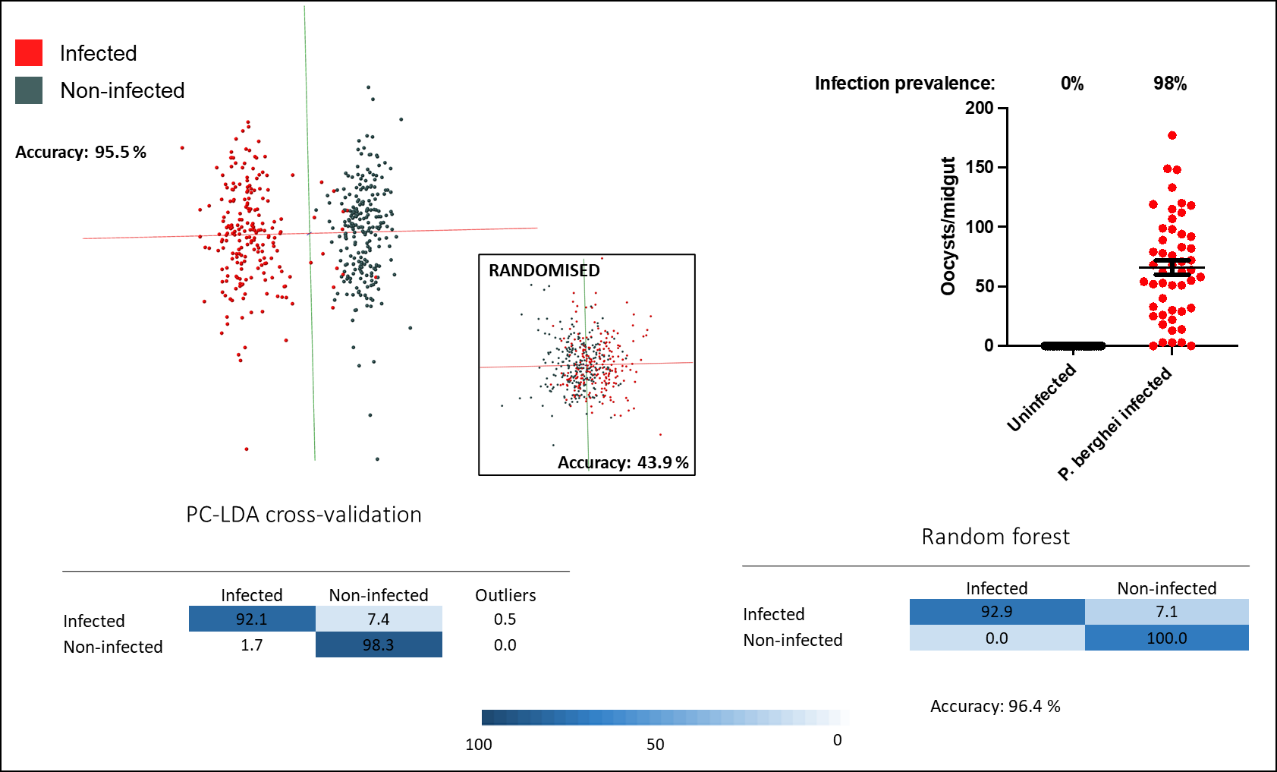 Infected
Non-infected
Accuracy: 95.5 %
RANDOMISED
Accuracy: 43.9 %
Infection prevalence: 0% 98%
Oocysts/midgut
200
150
100
50
0
Uninfected
P. berghei infected
PC-LDA cross-validation
Infected Non-infected Outliers
Infected 92.1 7.4 0.5
Non-infected 1.7 98.3 0.0
Random forest
Infected Non-infected
Infected 92.9 7.1
Non-infected 0.0 100.0
Accuracy: 96.4 %
100 50 0